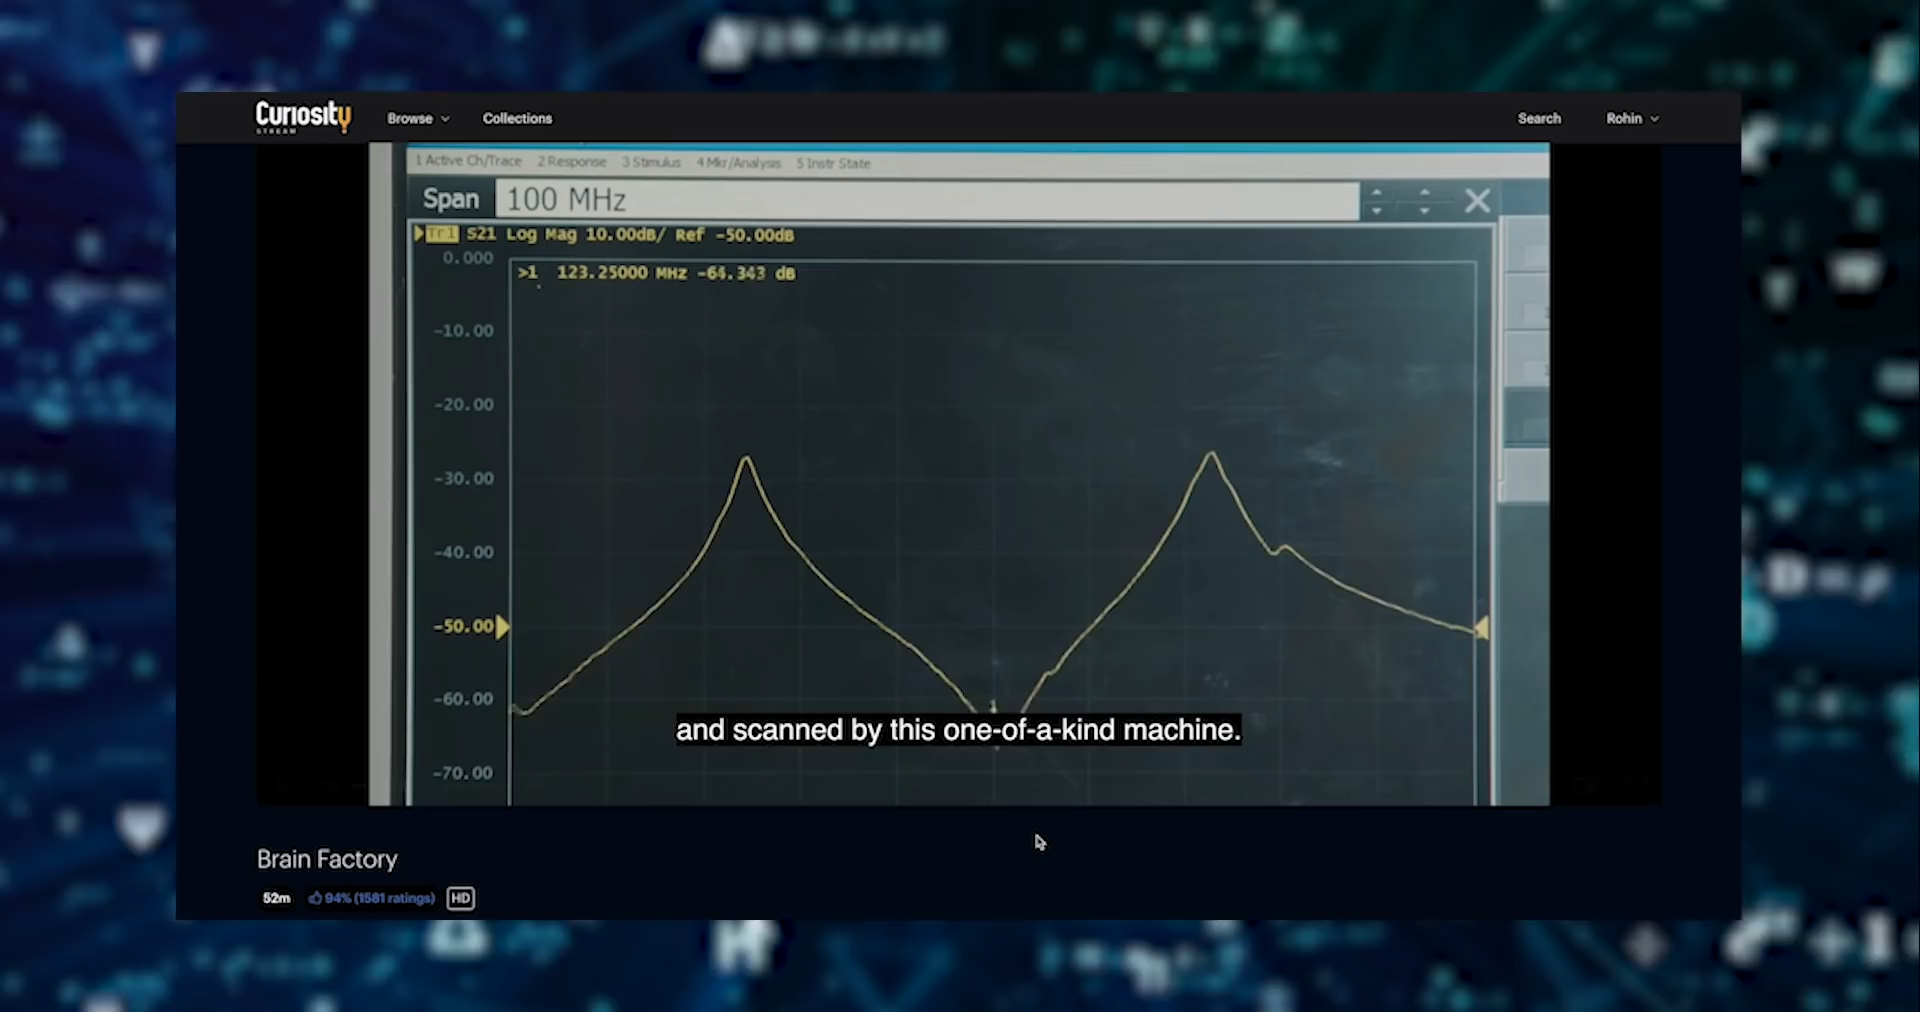 Curiosity
STREAM
Browse
Collections
Search
Rohin
1 Active Ch/Trace 2 Response 3 Stimulus 4 Mkr/Analysis 5 Instr State
Span 100 MHz
Tr1 S21 Log Mag 10.00dB/ Ref -50.00dB
0.000
>1 123.25000 MHz -64.343 dB
-10.00
-20.00
-30.00
-40.00
-50.00
-60.00
1
and scanned by this one-of-a-kind machine.
-70.00
Brain Factory
52m
94% (1581 ratings)
HD